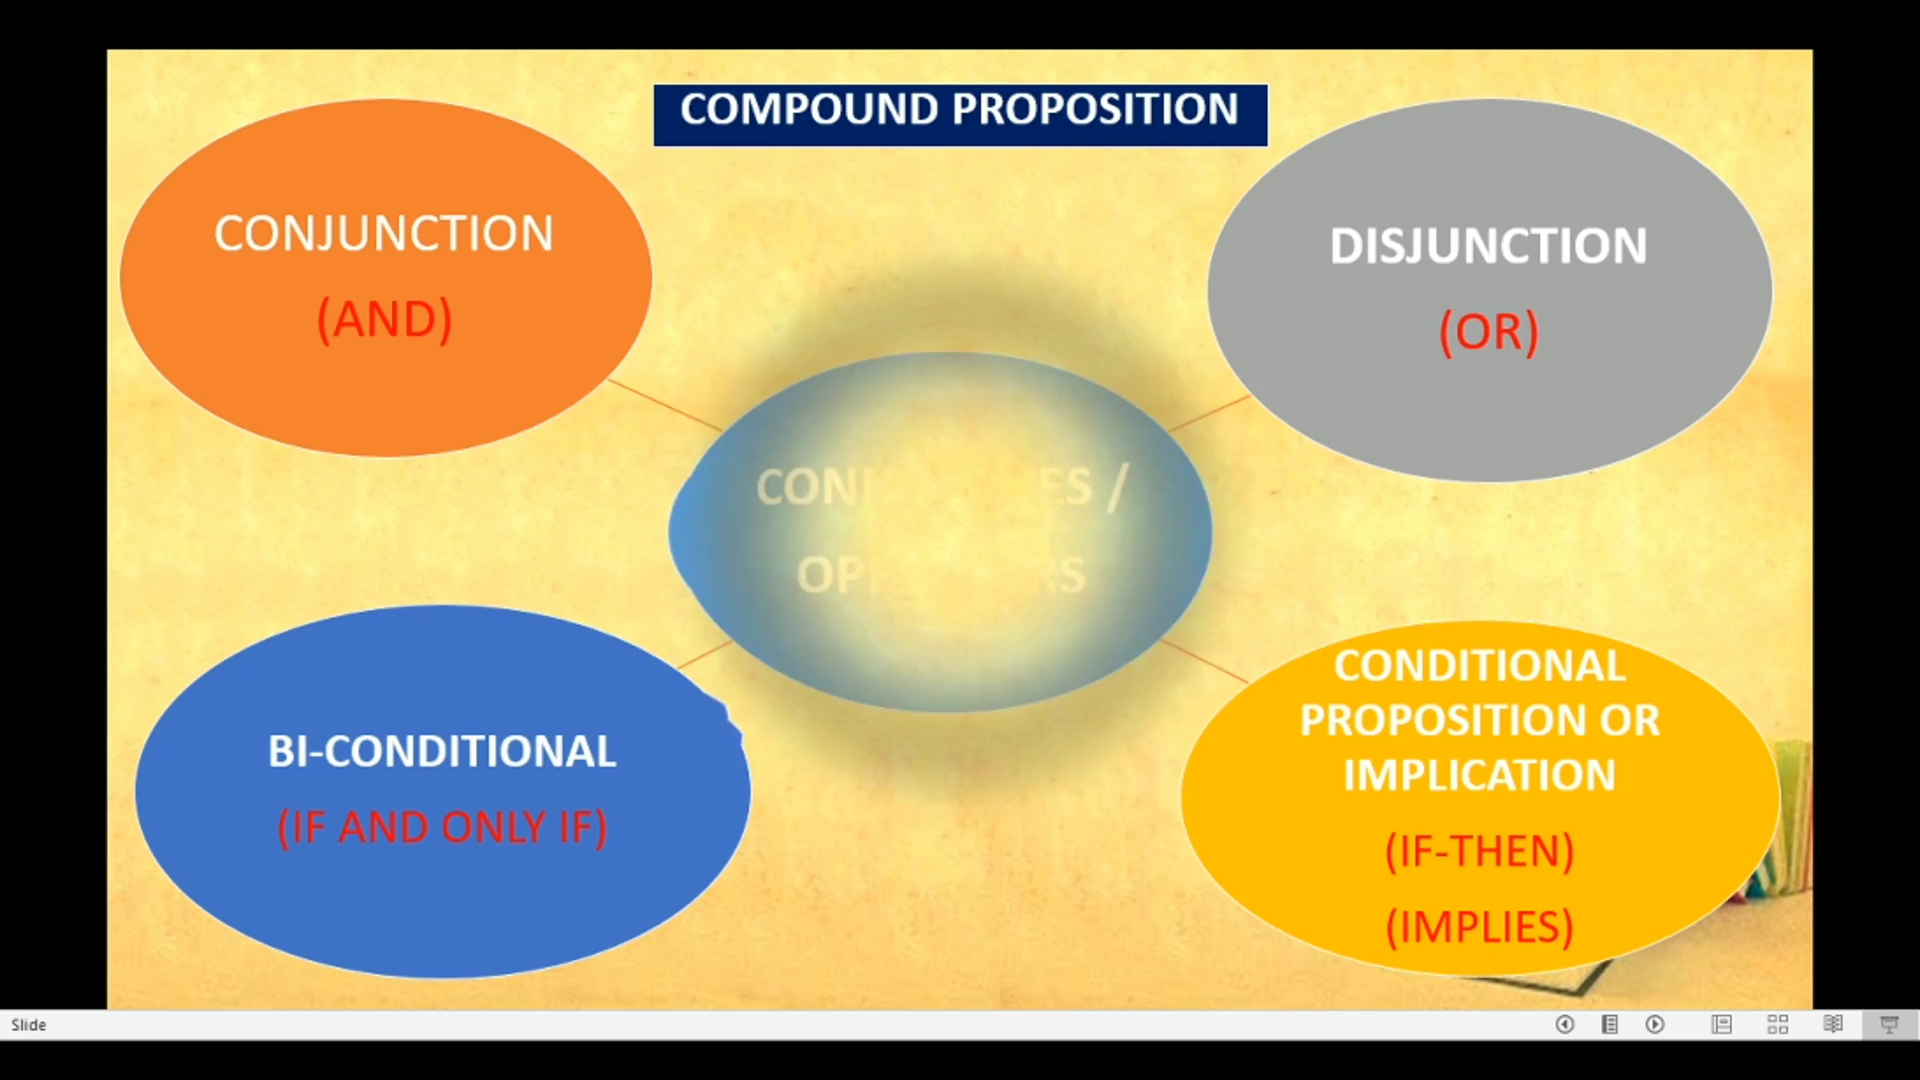 COMPOUND PROPOSITION
CONJUNCTION
(AND)
DISJUNCTION
(OR)
/
BI-CONDITIONAL
(IF AND ONLY IF)
CONDITIONAL
PROPOSITION OR
IMPLICATION
(IF-THEN)
(IMPLIES)
Slide